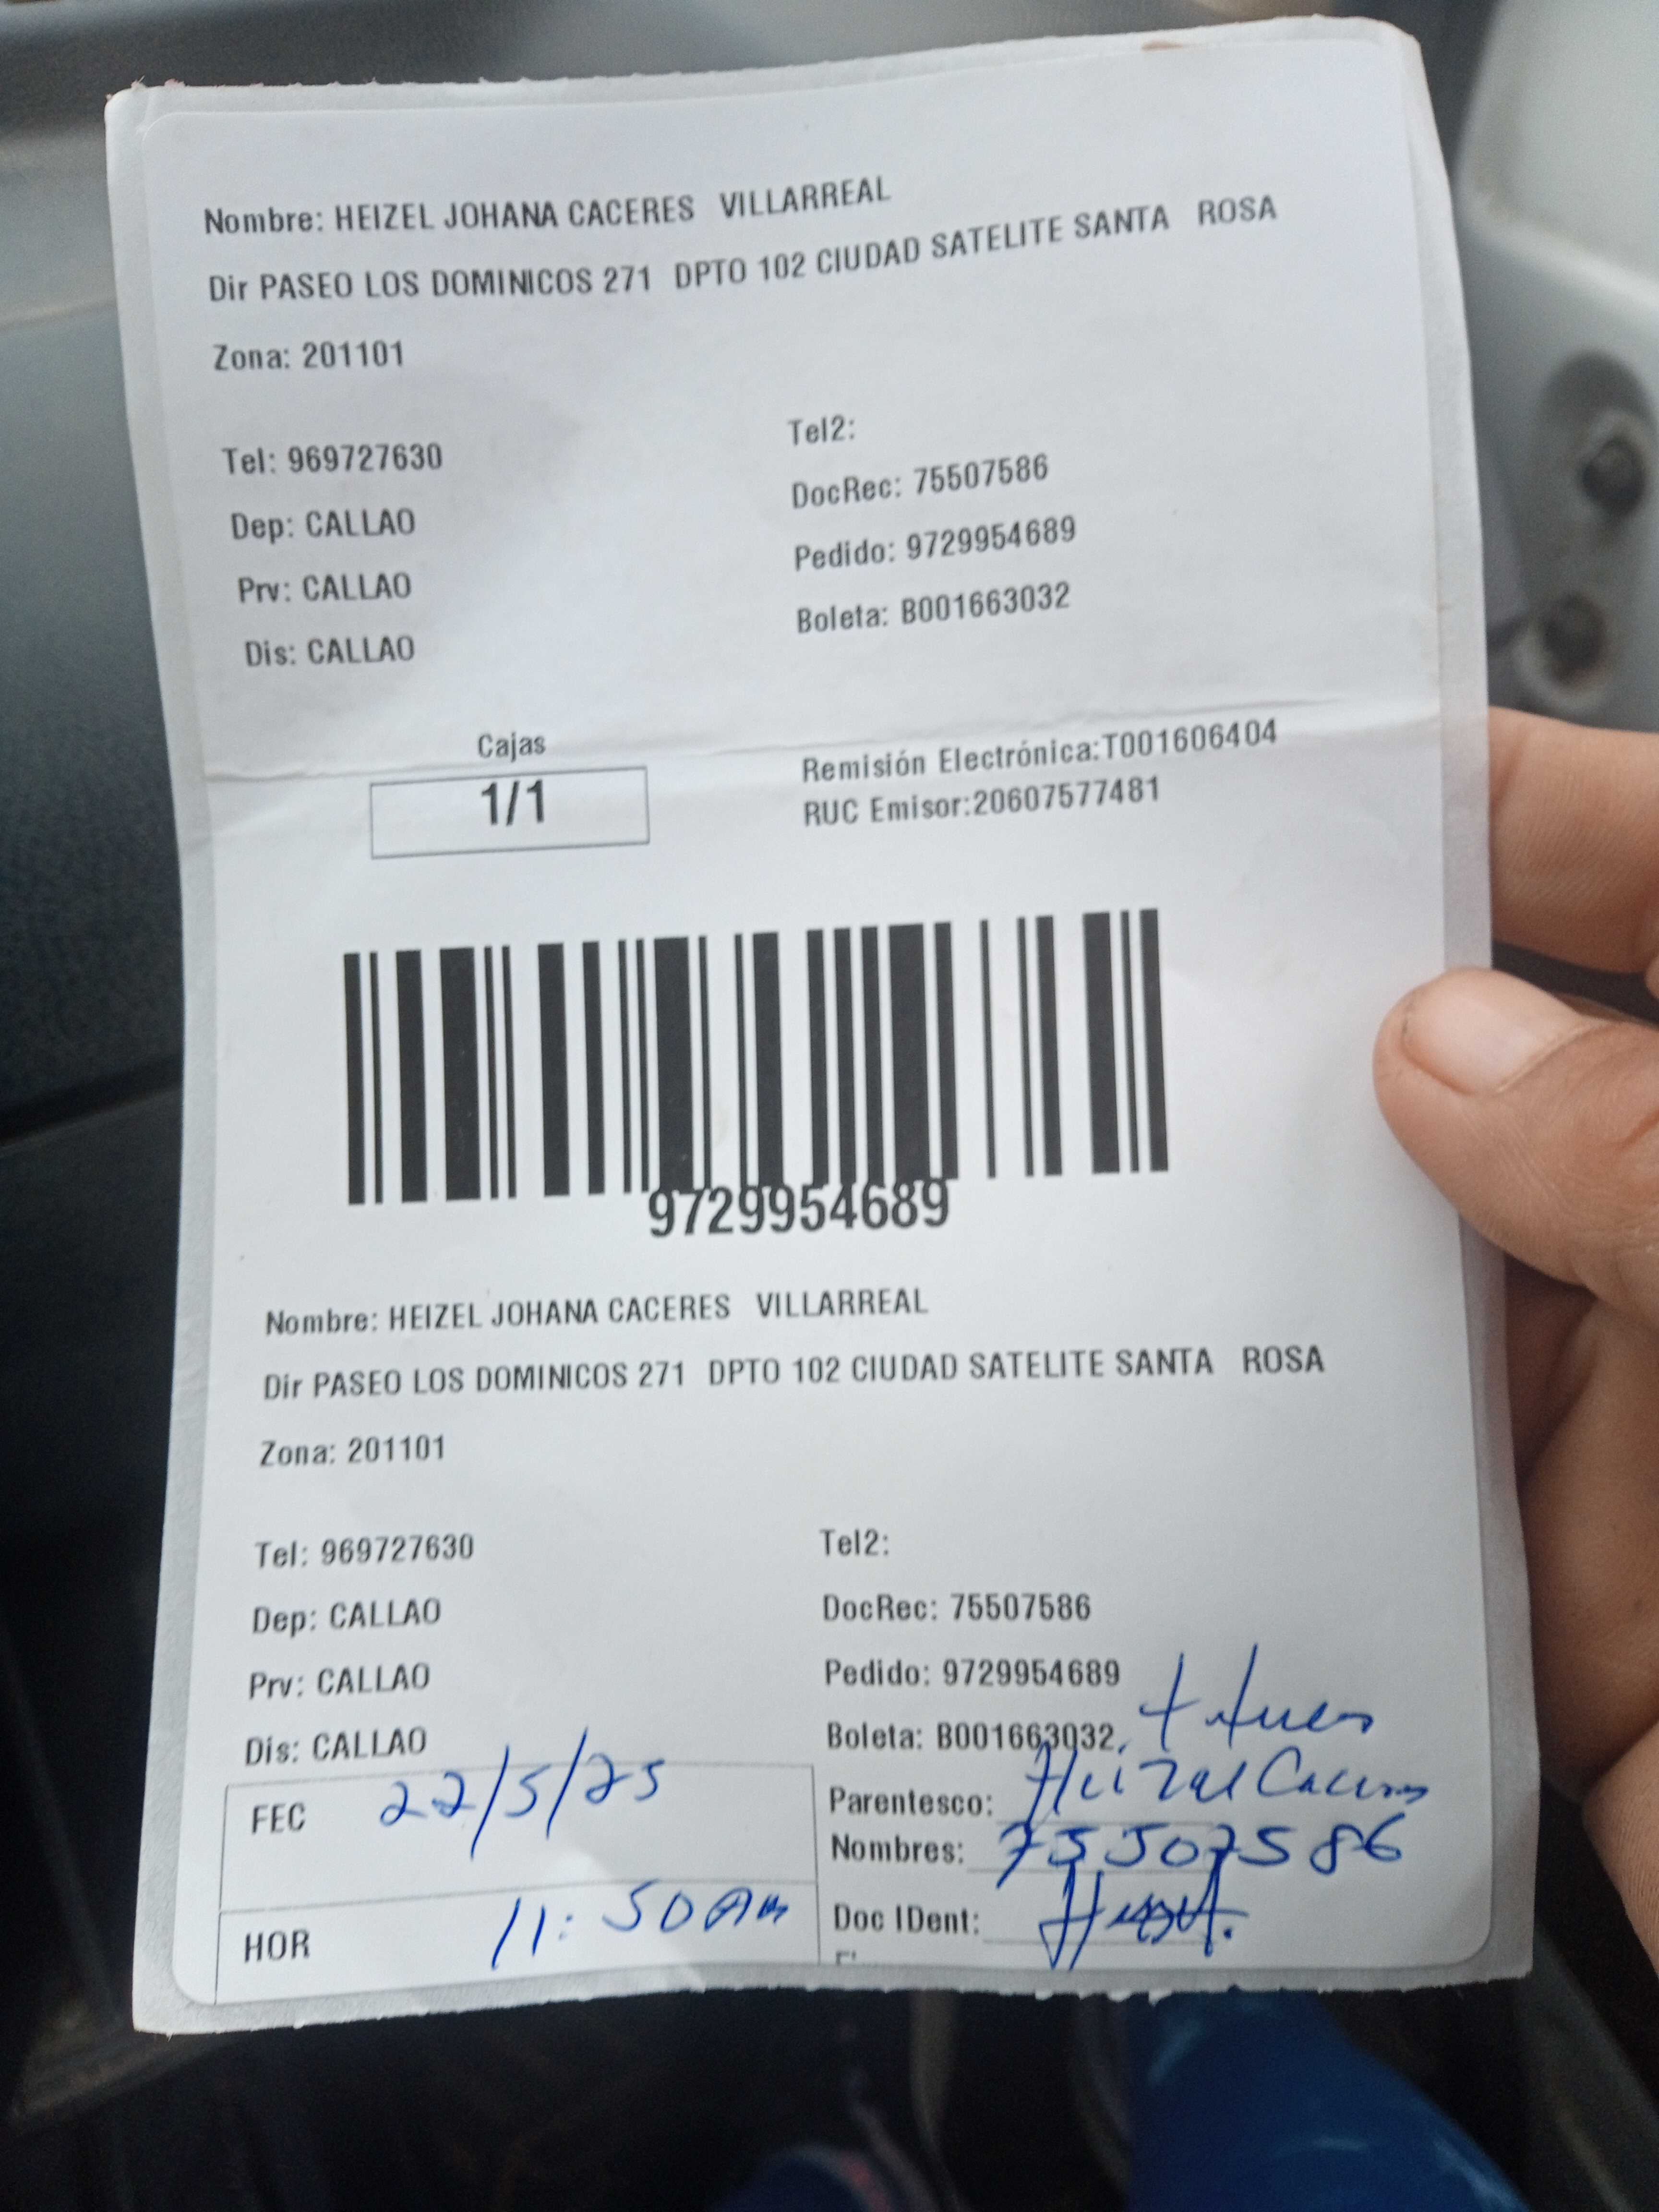 Nombre: HEIZEL JOHANA CACERES VILLARREAL
Dir PASEO LOS DOMINICOS 271 DPTO 102 CIUDAD SATELITE SANTA ROSA
Zona: 201101
Tel: 969727630
Tel2:
Dep: CALLAO
DocRec: 75507586
Prv: CALLAO
Pedido: 9729954689
Dis: CALLAO
Boleta: B001663032
Cajas
1/1
Remisión Electrónica:T001606404
RUC Emisor:20607577481
9729954689
Nombre: HEIZEL JOHANA CACERES VILLARREAL
Dir PASEO LOS DOMINICOS 271 DPTO 102 CIUDAD SATELITE SANTA ROSA
Zona: 201101
Tel: 969727630
Tel2:
Dep: CALLAO
DocRec: 75507586
Prv: CALLAO
Pedido: 9729954689
Dis: CALLAO
Boleta: B001663032
FEC 22/5/25
Parentesco: Heizel Caceres
Nombres: 75507586
HOR 11:50 am
Doc IDent: